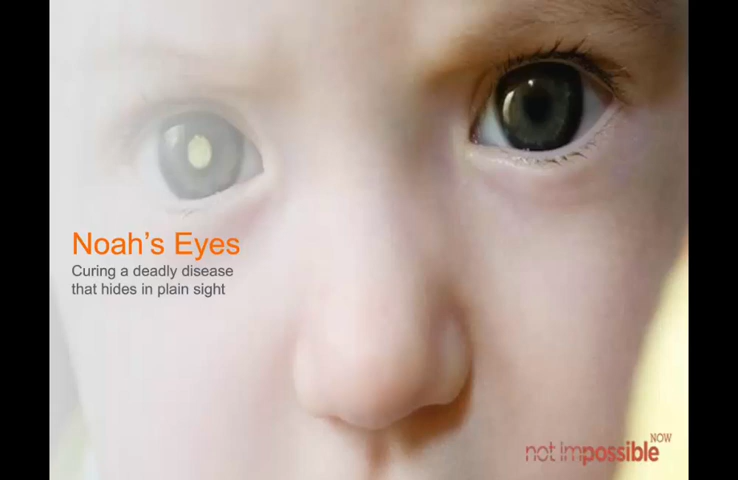 Noah's Eyes
Curing a deadly disease
that hides in plain sight
not impossible NOW